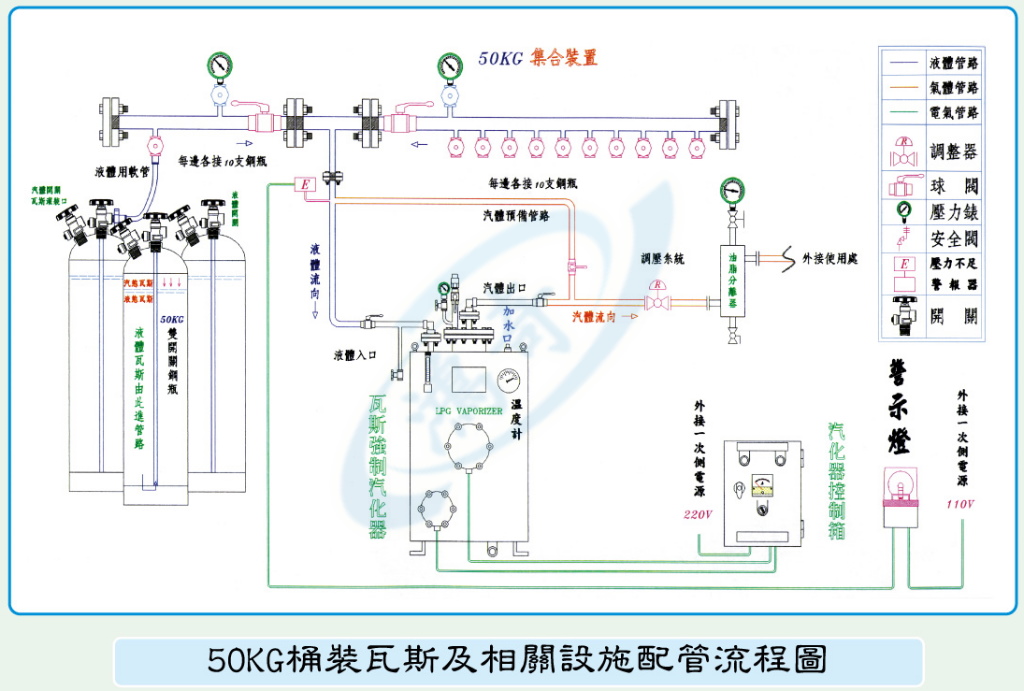 50KG 集合裝置
液體管路
氣體管路
電氣管路
R 調整器
球 閥
壓力錶
安全閥
E 壓力不足
警報器
開 關
每邊各接10支鋼瓶
液體用軟管
汽體開關
液體開關
E
每邊各接10支鋼瓶
汽體預備管路
液體流向
調壓系統
R
油脂分離器
外接使用處
汽體出口
加水口
汽體流向
液體入口
汽態瓦斯
液態瓦斯
50KG
雙開關鋼瓶
液體瓦斯由此進管路
瓦斯強制汽化器
LPG VAPORIZER
溫度計
外接一次側電源
220V
汽化器控制箱
警示燈
外接一次側電源
110V
50KG桶裝瓦斯及相關設施配管流程圖